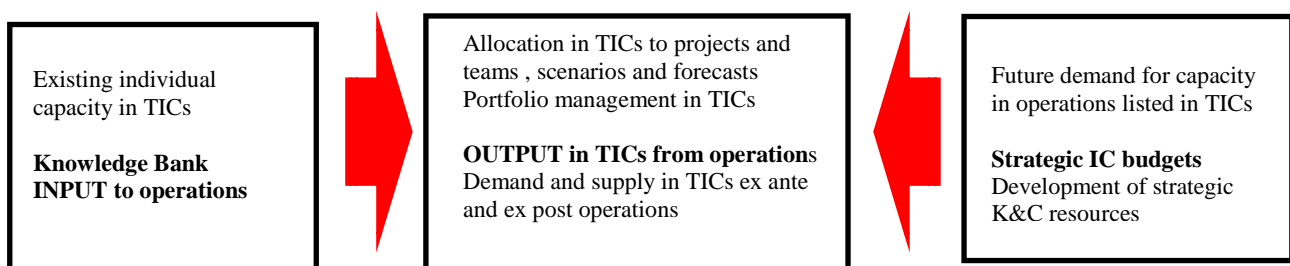 Existing individual
capacity in TICs
Knowledge Bank
INPUT to operations
Allocation in TICs to projects and
teams , scenarios and forecasts
Portfolio management in TICs
OUTPUT in TICs from operations
Demand and supply in TICs ex ante
and ex post operations
Future demand for capacity
in operations listed in TICs
Strategic IC budgets
Development of strategic
K&C resources